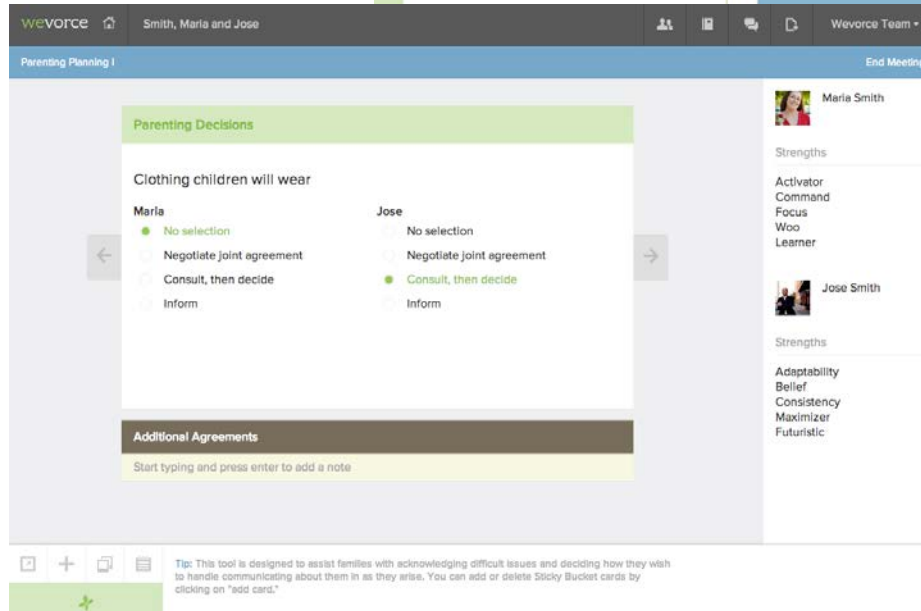 wevorce Smith, Maria and Jose Wevorce Team
Parenting Planning I End Meeting
Parenting Decisions
Clothing children will wear
Maria
No selection
Negotiate joint agreement
Consult, then decide
Inform
Jose
No selection
Negotiate joint agreement
Consult, then decide
Inform
Additional Agreements
Start typing and press enter to add a note
Maria Smith
Strengths
Activator
Command
Focus
Woo
Learner
Jose Smith
Strengths
Adaptability
Belief
Consistency
Maximizer
Futuristic
Tip: This tool is designed to assist families with acknowledging difficult issues and deciding how they wish
to handle communicating about them in as they arise. You can add or delete Sticky Bucket cards by
clicking on "add card."